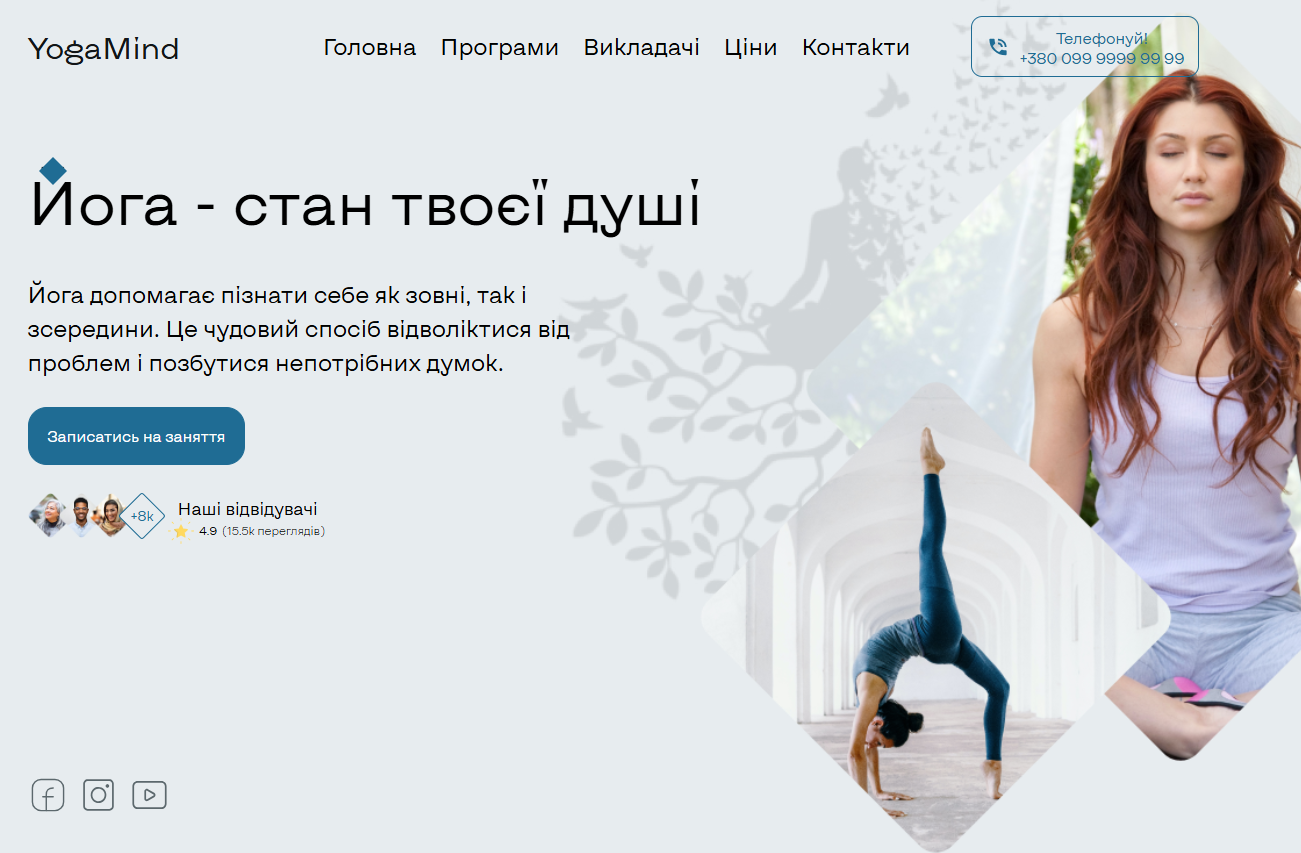 YogaMind
Головна Програми Викладачі Ціни Контакти
Телефонуй!
+380 099 9999 99 99
Йога - стан твоєї душі
Йога допомагає пізнати себе як зовні, так і
зсередини. Це чудовий спосіб відволіктися від
проблем і позбутися непотрібних думок.
Записатись на заняття
+8k
Наші відвідувачі
4.9 (15.5k переглядів)